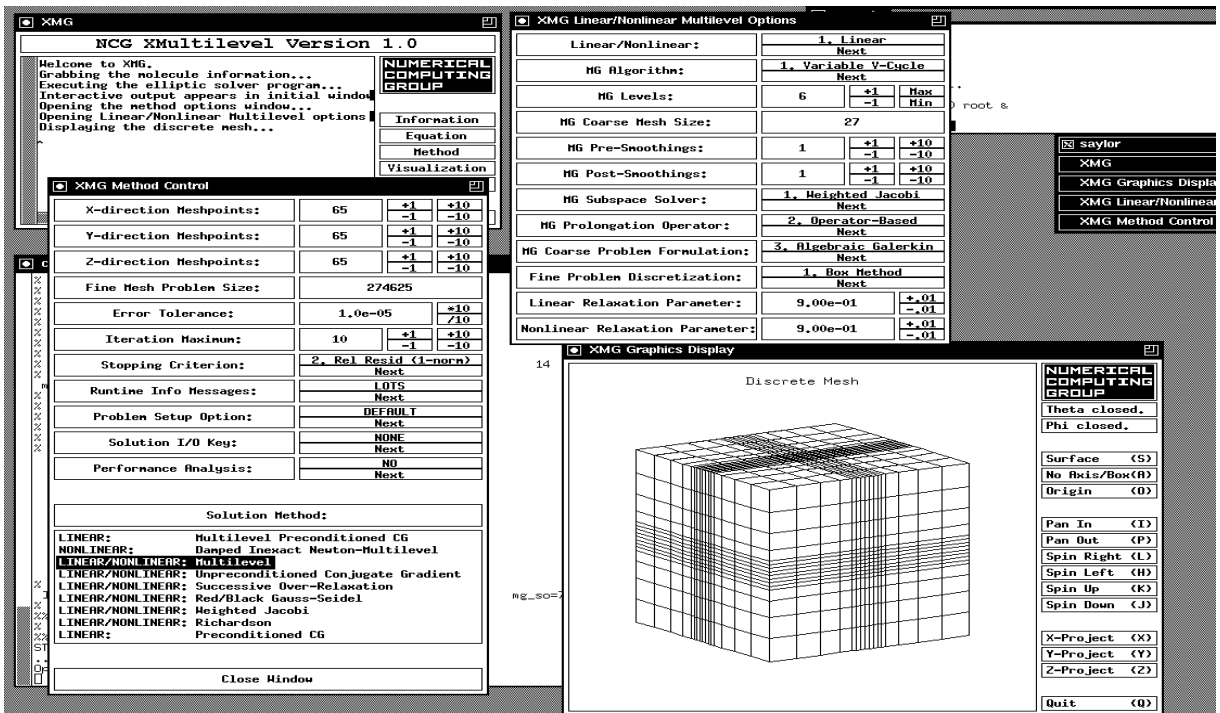 XMG
NCG XMultilevel Version 1.0
Welcome to XMG.
Grabbing the molecule information...
Executing the elliptic solver program...
Interactive output appears in initial window
Opening the method options window...
Opening Linear/Nonlinear Multilevel options
Displaying the discrete mesh...
NUMERICAL
COMPUTING
GROUP
Information
Equation
Method
Visualization
XMG Linear/Nonlinear Multilevel Options
Linear/Nonlinear: 1. Linear
Next
MG Algorithm: 1. Variable V-Cycle
Next
MG Levels: 6 +1 Max
-1 Min
MG Coarse Mesh Size: 27
MG Pre-Smoothings: 1 +1 +10
-1 -10
MG Post-Smoothings: 1 +1 +10
-1 -10
MG Subspace Solver: 1. Weighted Jacobi
Next
MG Prolongation Operator: 2. Operator-Based
Next
MG Coarse Problem Formulation: 3. Algebraic Galerkin
Next
Fine Problem Discretization: 1. Box Method
Next
Linear Relaxation Parameter: 9.00e-01 +.01
-.01
Nonlinear Relaxation Parameter: 9.00e-01 +.01
-.01
root &
saylor
XMG
XMG Graphics Displa
XMG Linear/Nonlinear
XMG Method Control
XMG Method Control
X-direction Meshpoints: 65 +1 +10
-1 -10
Y-direction Meshpoints: 65 +1 +10
-1 -10
Z-direction Meshpoints: 65 +1 +10
-1 -10
Fine Mesh Problem Size: 274625
Error Tolerance: 1.0e-05 *10
/10
Iteration Maximum: 10 +1 +10
-1 -10
Stopping Criterion: 2. Rel Resid (1-norm)
Next
Runtime Info Messages: LOTS
Next
Problem Setup Option: DEFAULT
Next
Solution I/O Key: NONE
Next
Performance Analysis: NO
Next
Solution Method:
LINEAR: Multilevel Preconditioned CG
NONLINEAR: Damped Inexact Newton-Multilevel
LINEAR/NONLINEAR: Multilevel
LINEAR/NONLINEAR: Unpreconditioned Conjugate Gradient
LINEAR/NONLINEAR: Successive Over-Relaxation
LINEAR/NONLINEAR: Red/Black Gauss-Seidel
LINEAR/NONLINEAR: Weighted Jacobi
LINEAR/NONLINEAR: Richardson
LINEAR: Preconditioned CG
Close Window
14
mg_so=
XMG Graphics Display
Discrete Mesh
NUMERICAL
COMPUTING
GROUP
Theta closed.
Phi closed.
Surface (S)
No Axis/Box(A)
Origin (O)
Pan In (I)
Pan Out (P)
Spin Right (L)
Spin Left (H)
Spin Up (K)
Spin Down (J)
X-Project (X)
Y-Project (Y)
Z-Project (Z)
Quit (Q)